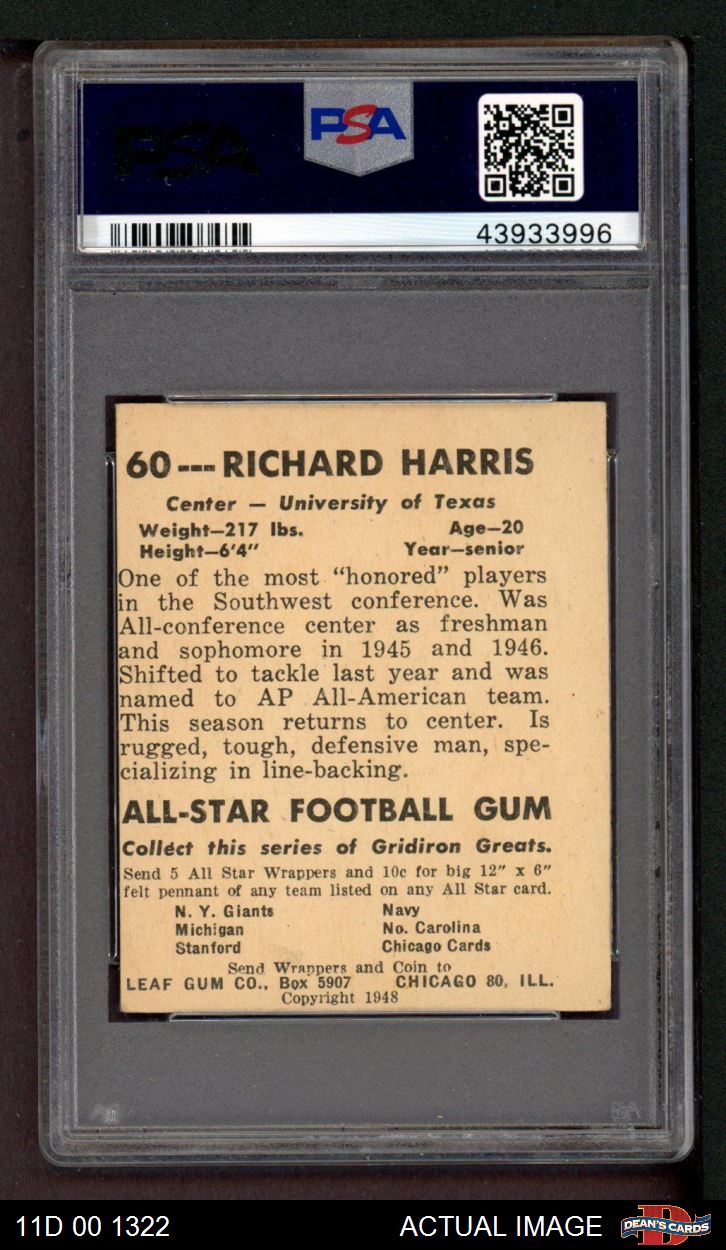 PSA
PSA
43933996
60---RICHARD HARRIS
Center — University of Texas
Weight—217 lbs. Age—20
Height—6'4" Year—senior
One of the most "honored" players
in the Southwest conference. Was
All-conference center as freshman
and sophomore in 1945 and 1946.
Shifted to tackle last year and was
named to AP All-American team.
This season returns to center. Is
rugged, tough, defensive man, spe-
cializing in line-backing.
ALL-STAR FOOTBALL GUM
Collect this series of Gridiron Greats.
Send 5 All Star Wrappers and 10c for big 12" x 6"
felt pennant of any team listed on any All Star card.
N. Y. Giants Navy
Michigan No. Carolina
Stanford Chicago Cards
Send Wrappers and Coin to
LEAF GUM CO., Box 5907 CHICAGO 80, ILL.
Copyright 1948
11D 00 1322 ACTUAL IMAGE DEAN'S CARDS